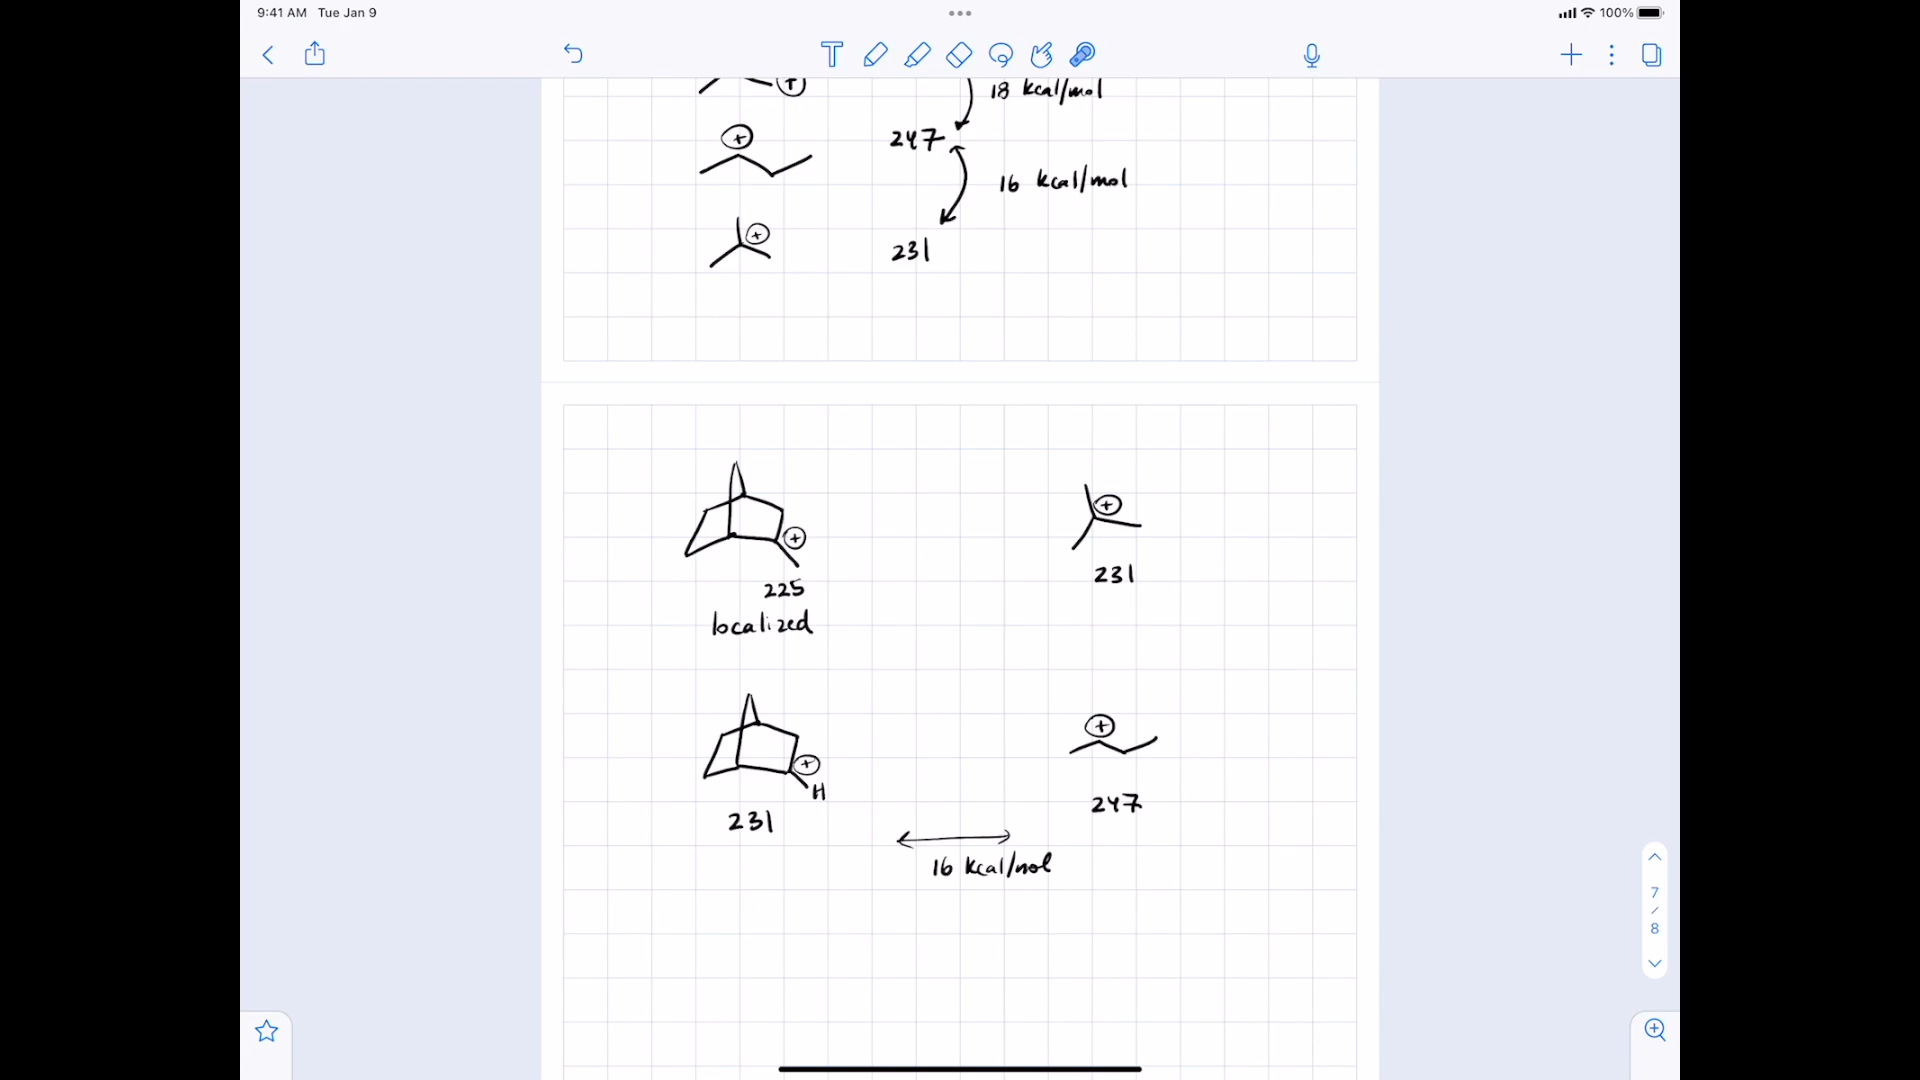 9:41 AM Tue Jan 9
100%
18 kcal/mol
247
16 kcal/mol
231
225
localized
231
H
231
247
16 kcal/mol
7
/
8